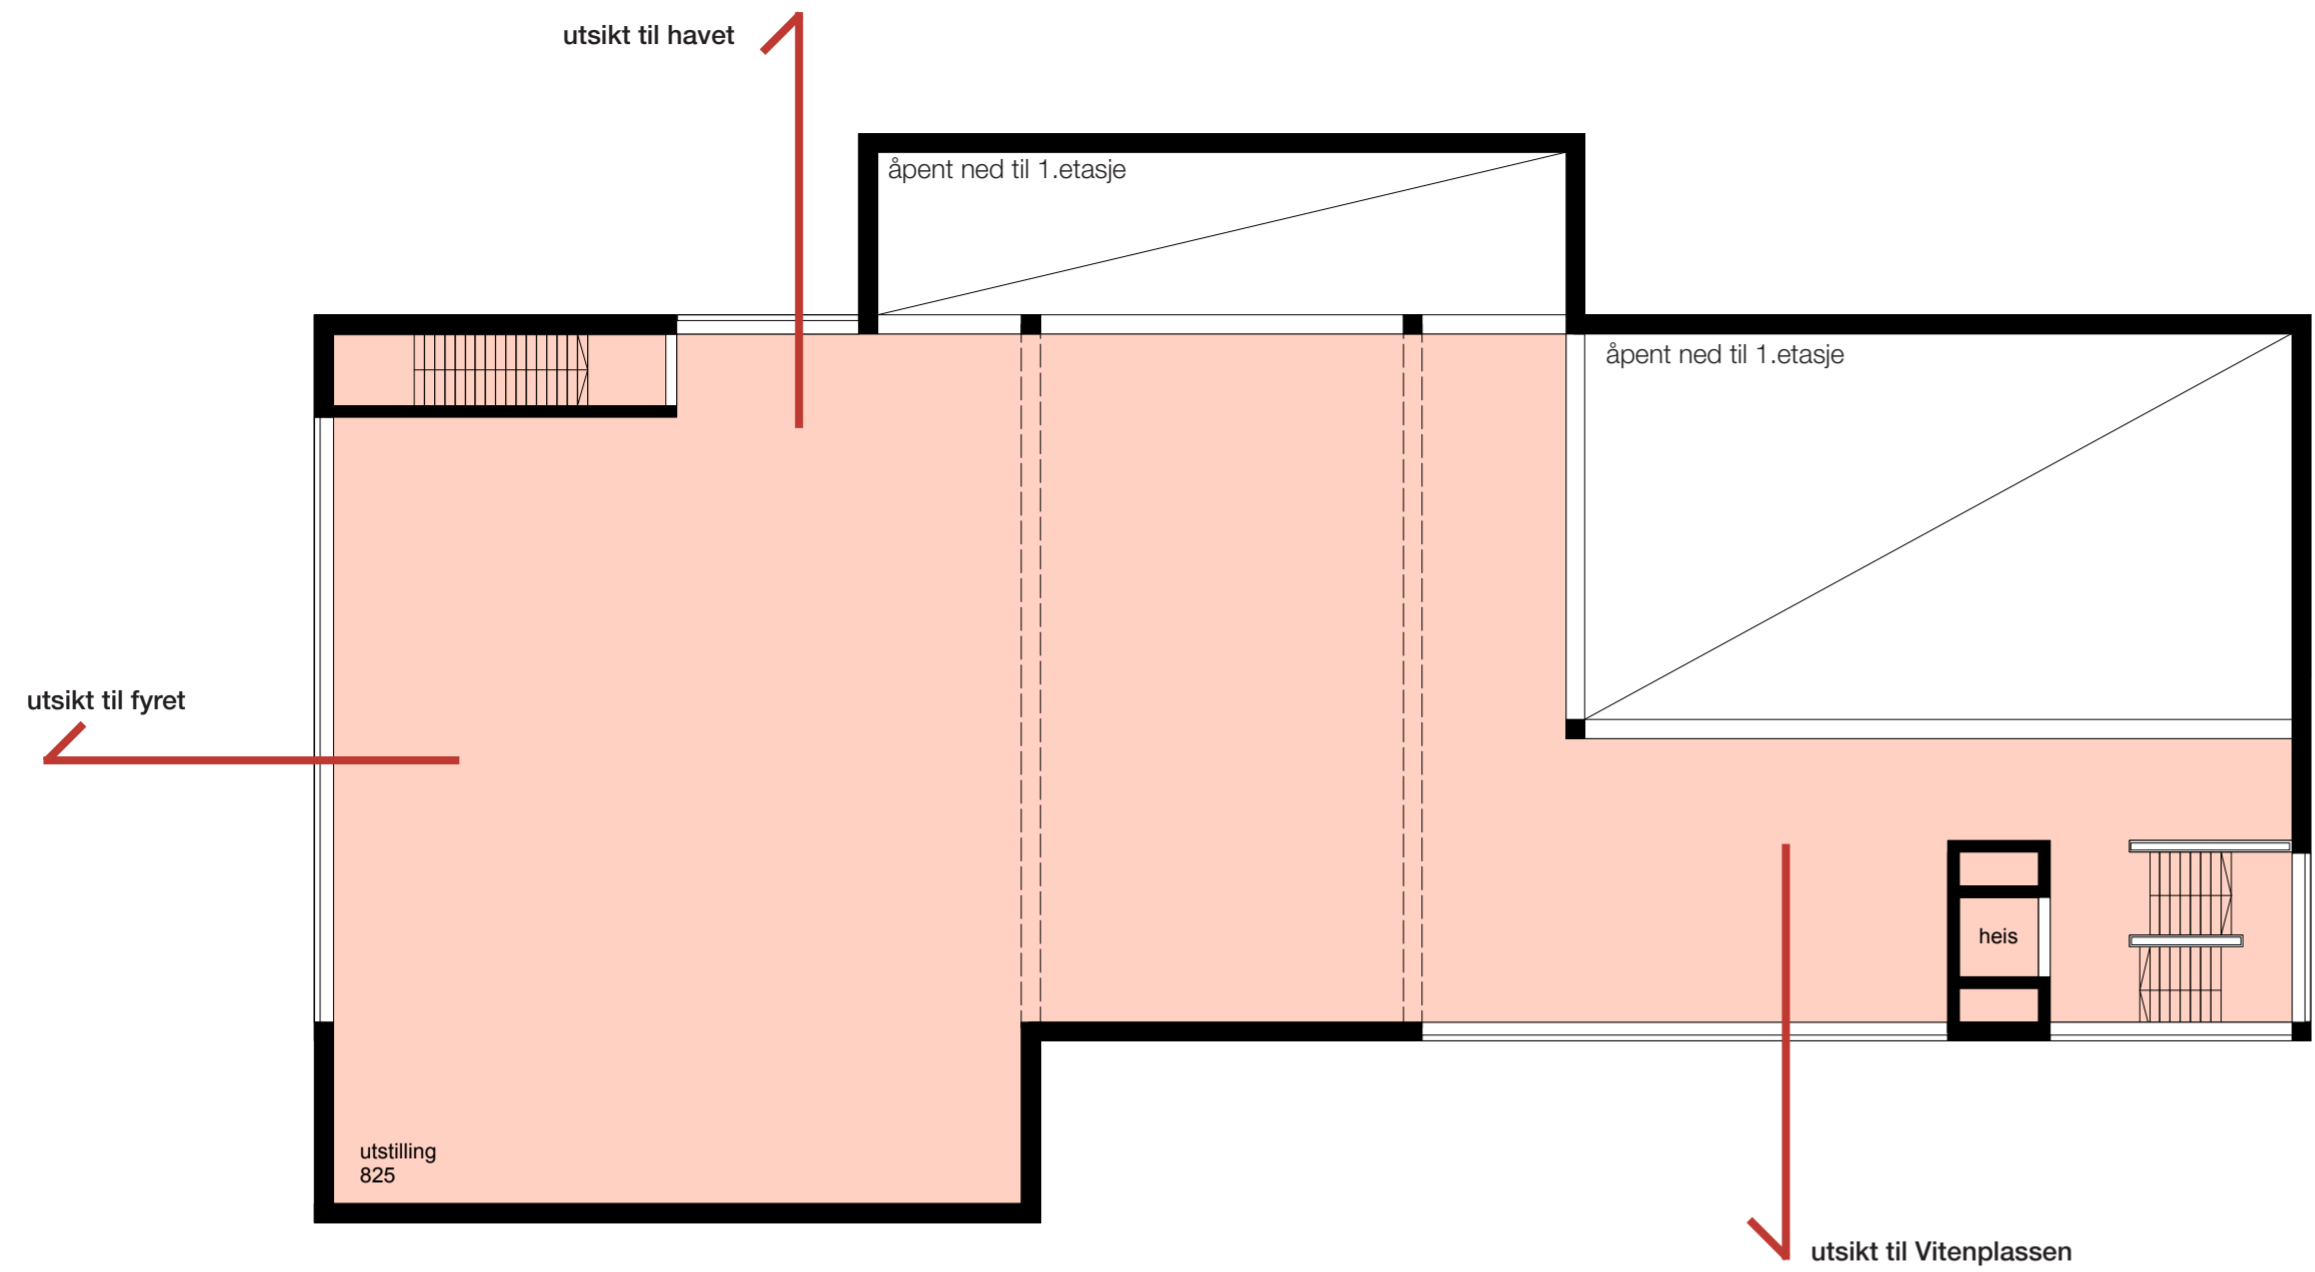 utsikt til havet
åpent ned til 1.etasje
åpent ned til 1.etasje
utsikt til fyret
heis
utstilling
825
utsikt til Vitenplassen